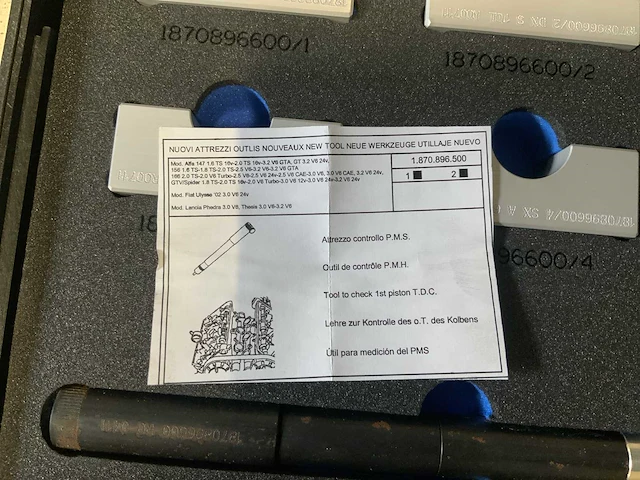 1870896600/1
1870896600/2
NUOVI ATTREZZI OUTLIS NOUVEAUX NEW TOOL NEUE WERKZEUGE UTILLAJE NUEVO
Mod. Alfa 147 1.6 TS 16v-2.0 TS 16v-3.2 V6 GTA, GT 3.2 V6 24v,
156 1.6 TS-1.8 TS-2.0 TS-2.5 V6-3.2 V6-3.2 V6 GTA
166 2.0 TS-2.0 V6 Turbo-2.5 V6-2.5 V6 24v-2.5 V6 CAE-3.0 V6, 3.0 V6 CAE, 3.2 V6 24v,
GTV/Spider 1.8 TS-2.0 TS 16v-2.0 V6 Turbo-3.0 V6 12v-3.0 V6 24v-3.2 V6 24v
Mod. Fiat Ulysse '02 3.0 V6 24v
Mod. Lancia Phedra 3.0 V6, Thesis 3.0 V6-3.2 V6
1.870.896.500
1 2
Attrezzo controllo P.M.S.
Outil de contrôle P.M.H.
Tool to check 1st piston T.D.C.
Lehre zur Kontrolle des o.T. des Kolbens
Útil para medición del PMS
6600/4
1870896600/4 SX A